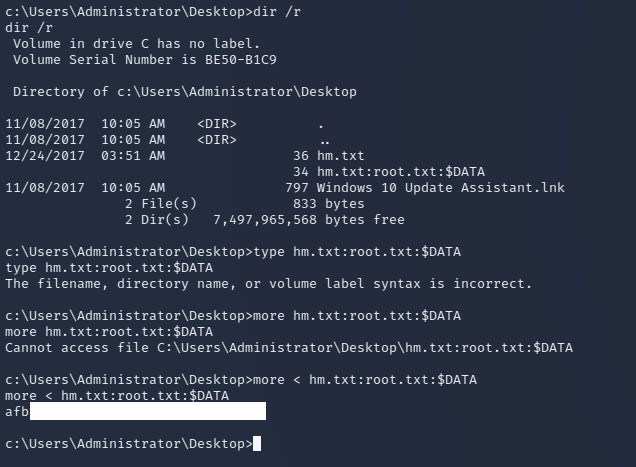 c:\Users\Administrator\Desktop>dir /r
dir /r
 Volume in drive C has no label.
 Volume Serial Number is BE50-B1C9

 Directory of c:\Users\Administrator\Desktop

11/08/2017  10:05 AM    <DIR>          .
11/08/2017  10:05 AM    <DIR>          ..
12/24/2017  03:51 AM                36 hm.txt
                                    34 hm.txt:root.txt:$DATA
11/08/2017  10:05 AM               797 Windows 10 Update Assistant.lnk
               2 File(s)            833 bytes
               2 Dir(s)   7,497,965,568 bytes free

c:\Users\Administrator\Desktop>type hm.txt:root.txt:$DATA
type hm.txt:root.txt:$DATA
The filename, directory name, or volume label syntax is incorrect.

c:\Users\Administrator\Desktop>more hm.txt:root.txt:$DATA
more hm.txt:root.txt:$DATA
Cannot access file C:\Users\Administrator\Desktop\hm.txt:root.txt:$DATA

c:\Users\Administrator\Desktop>more < hm.txt:root.txt:$DATA
more < hm.txt:root.txt:$DATA
afb

c:\Users\Administrator\Desktop>